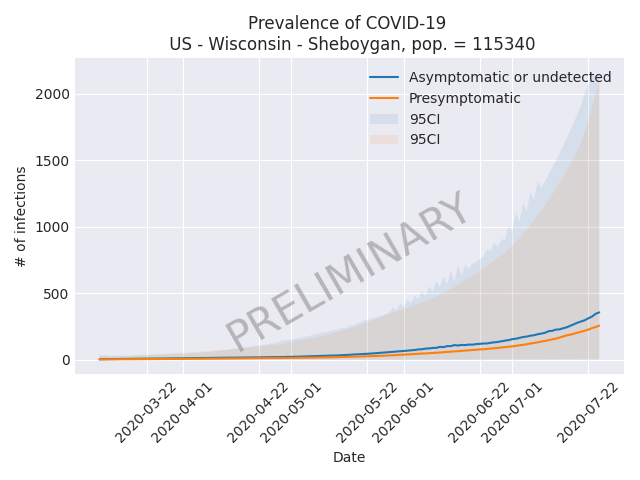 Prevalence of COVID-19
US - Wisconsin - Sheboygan, pop. = 115340
Asymptomatic or undetected
Presymptomatic
95CI
95CI
2000
1500
1000
500
0
# of infections
PRELIMINARY
2020-03-22
2020-04-01
2020-04-22
2020-05-01
2020-05-22
2020-06-01
2020-06-22
2020-07-01
2020-07-22
Date